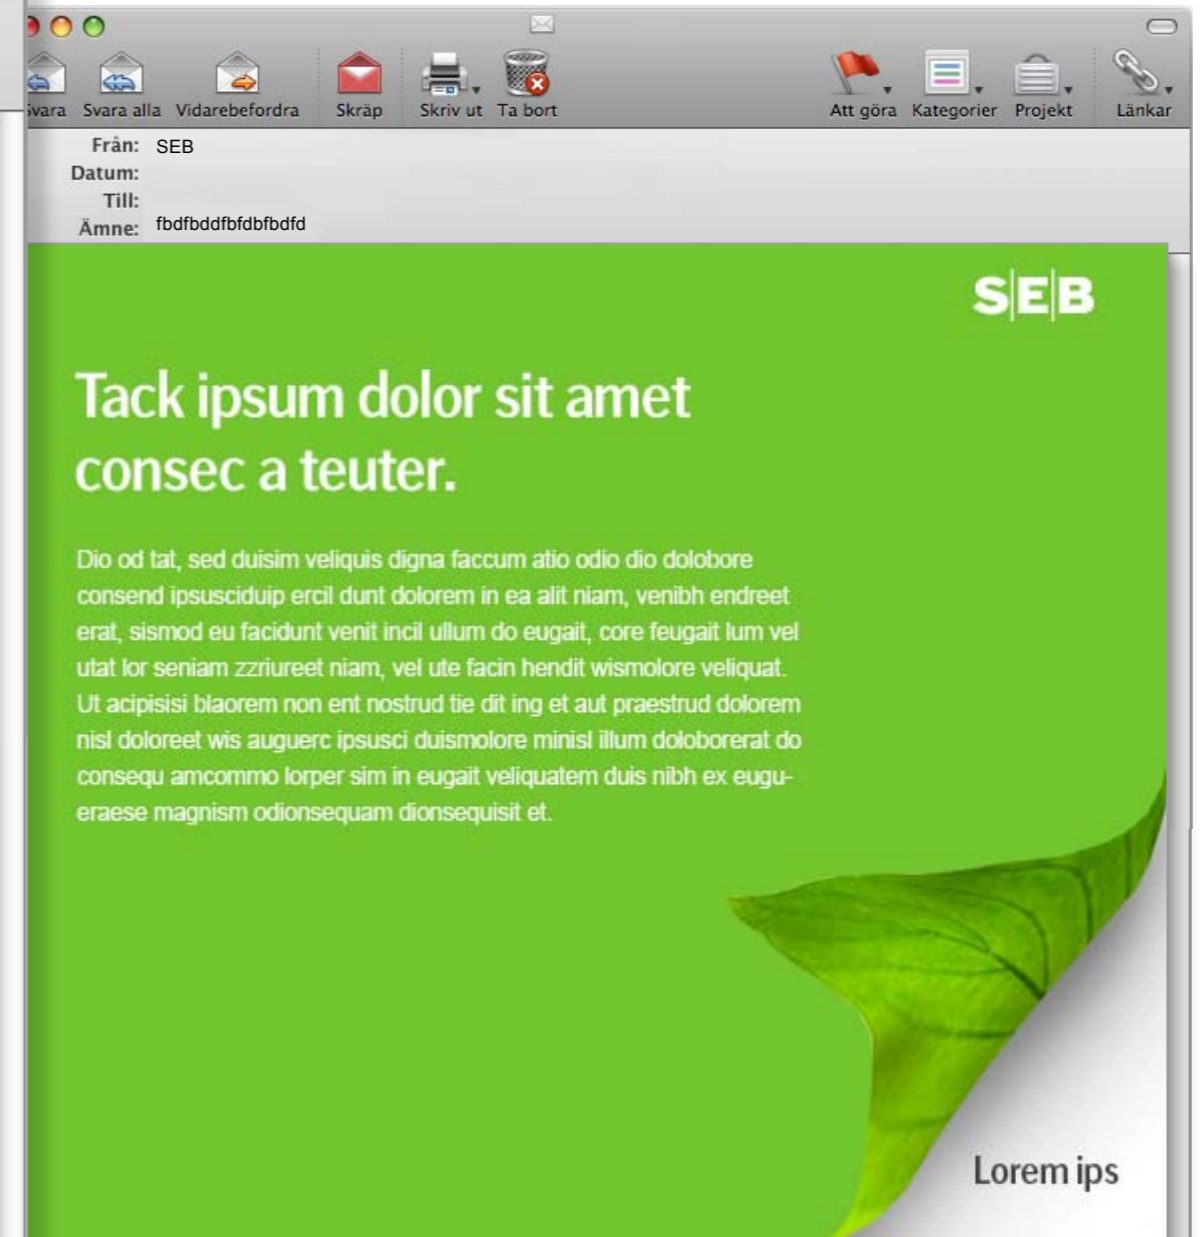 Svara Svara alla Vidarebefordra Skräp Skriv ut Ta bort Att göra Kategorier Projekt Länkar
Från: SEB
Datum:
Till:
Ämne: fbdfbddfbfdbfbdfd
S|E|B
Tack ipsum dolor sit amet
consec a teuter.
Dio od tat, sed duisim veliquis digna faccum atio odio dio dolobore
consend ipsusciduip ercil dunt dolorem in ea alit niam, venibh endreet
erat, sismod eu facidunt venit incil ullum do eugait, core feugait lum vel
utat lor seniam zzriureet niam, vel ute facin hendit wismolore veliquat.
Ut acipisisi blaorem non ent nostrud tie dit ing et aut praestrud dolorem
nisl doloreet wis auguerc ipsusci duismolore minisl illum doloborerat do
consequ amcommo lorper sim in eugait veliquatem duis nibh ex eugu-
eraese magnism odionsequam dionsequisit et.
Lorem ips